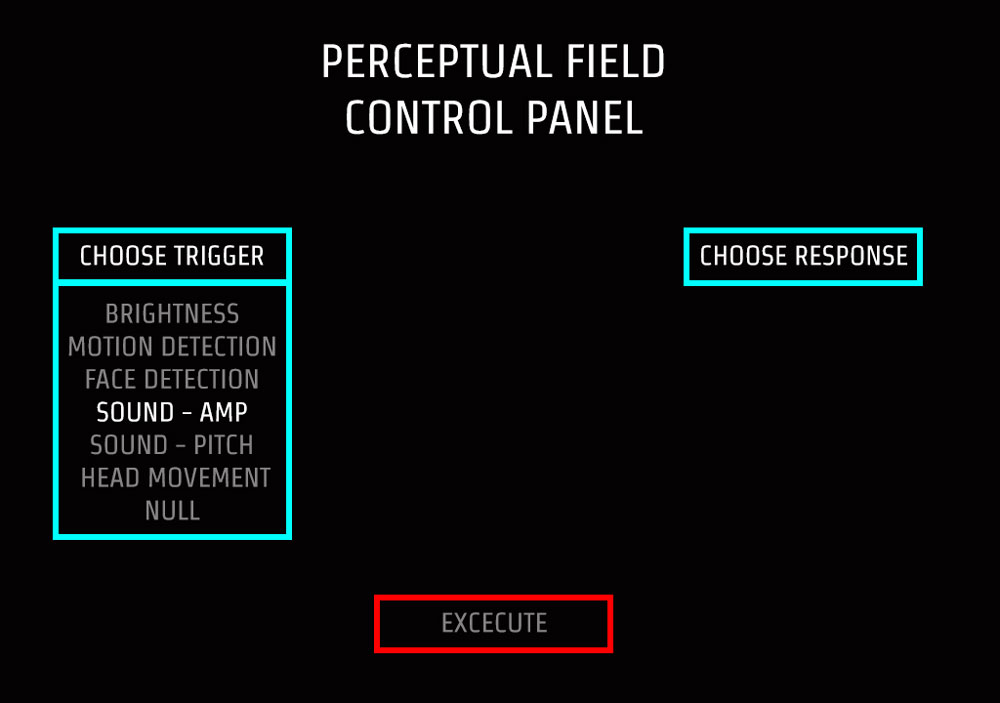 PERCEPTUAL FIELD
CONTROL PANEL
CHOOSE TRIGGER
CHOOSE RESPONSE
BRIGHTNESS
MOTION DETECTION
FACE DETECTION
SOUND - AMP
SOUND - PITCH
HEAD MOVEMENT
NULL
EXCECUTE